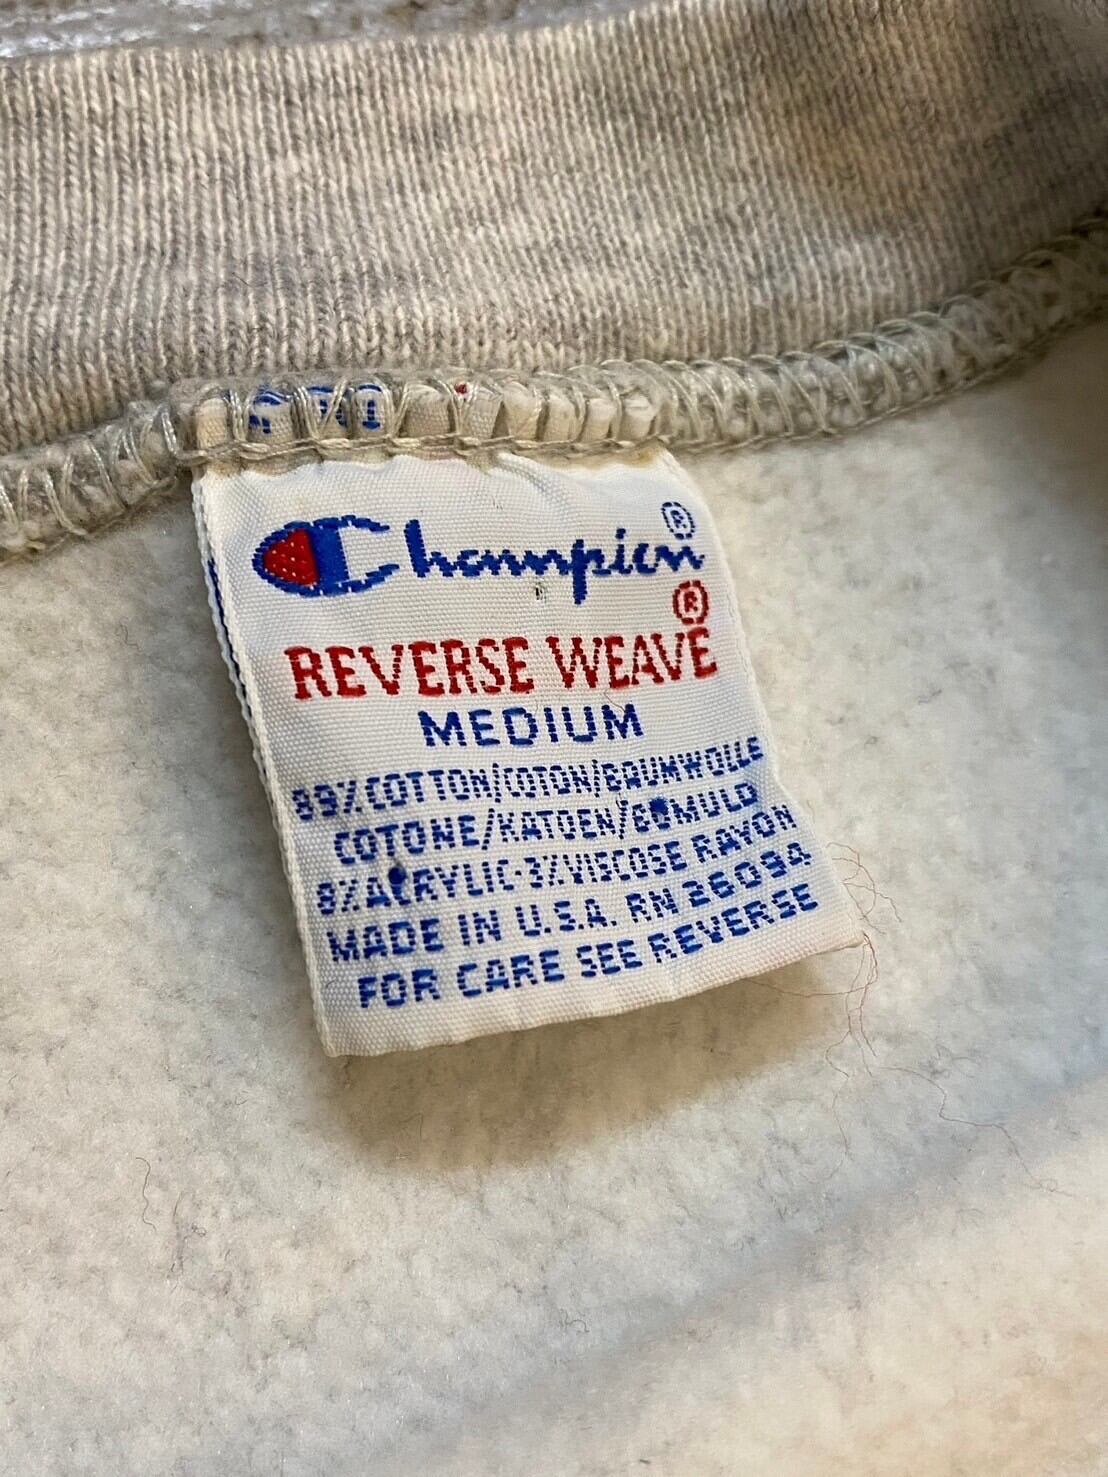 Champion®
REVERSE WEAVE®
MEDIUM
89%COTTON/COTON/BAUMWOLLE
COTONE/KATOEN/BOMULD
8%ACRYLIC-3%VISCOSE RAYON
MADE IN U.S.A. RN 26094
FOR CARE SEE REVERSE